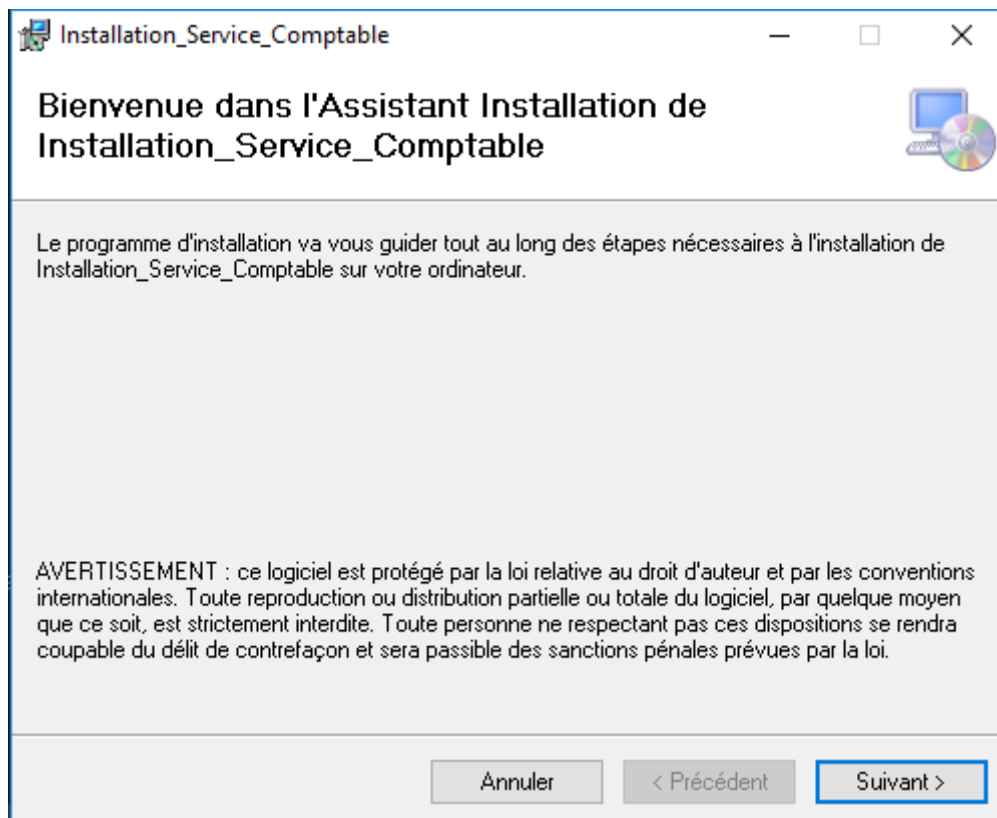 Installation_Service_Comptable
Bienvenue dans l'Assistant Installation de
Installation_Service_Comptable
Le programme d'installation va vous guider tout au long des étapes nécessaires à l'installation de
Installation_Service_Comptable sur votre ordinateur.
AVERTISSEMENT : ce logiciel est protégé par la loi relative au droit d'auteur et par les conventions
internationales. Toute reproduction ou distribution partielle ou totale du logiciel, par quelque moyen
que ce soit, est strictement interdite. Toute personne ne respectant pas ces dispositions se rendra
coupable du délit de contrefaçon et sera passible des sanctions pénales prévues par la loi.
Annuler
< Précédent
Suivant >